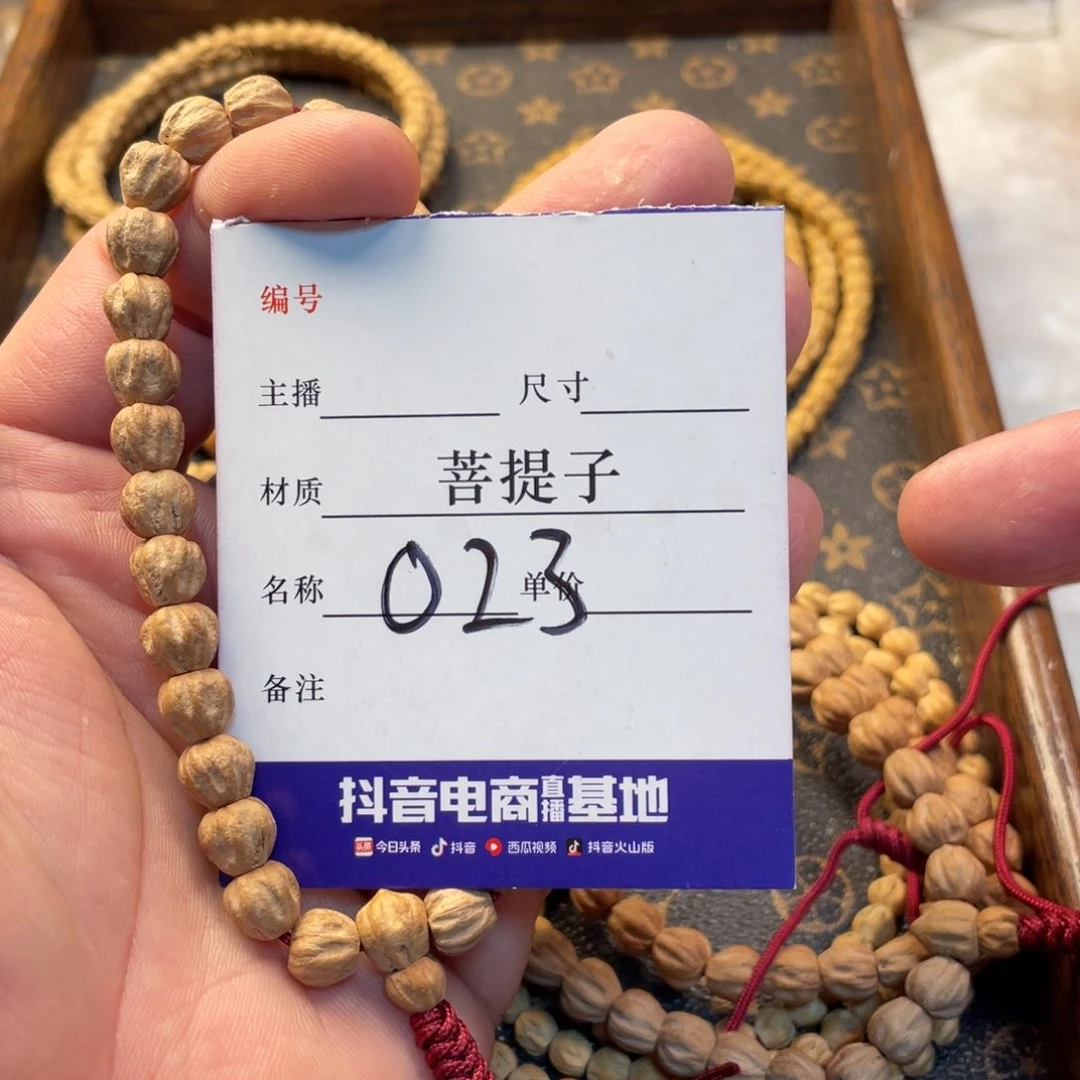 编号
主播 尺寸
材质 菩提子
名称 023 单价
备注
抖音电商直播基地
头条 今日头条 抖音 西瓜视频 抖音火山版